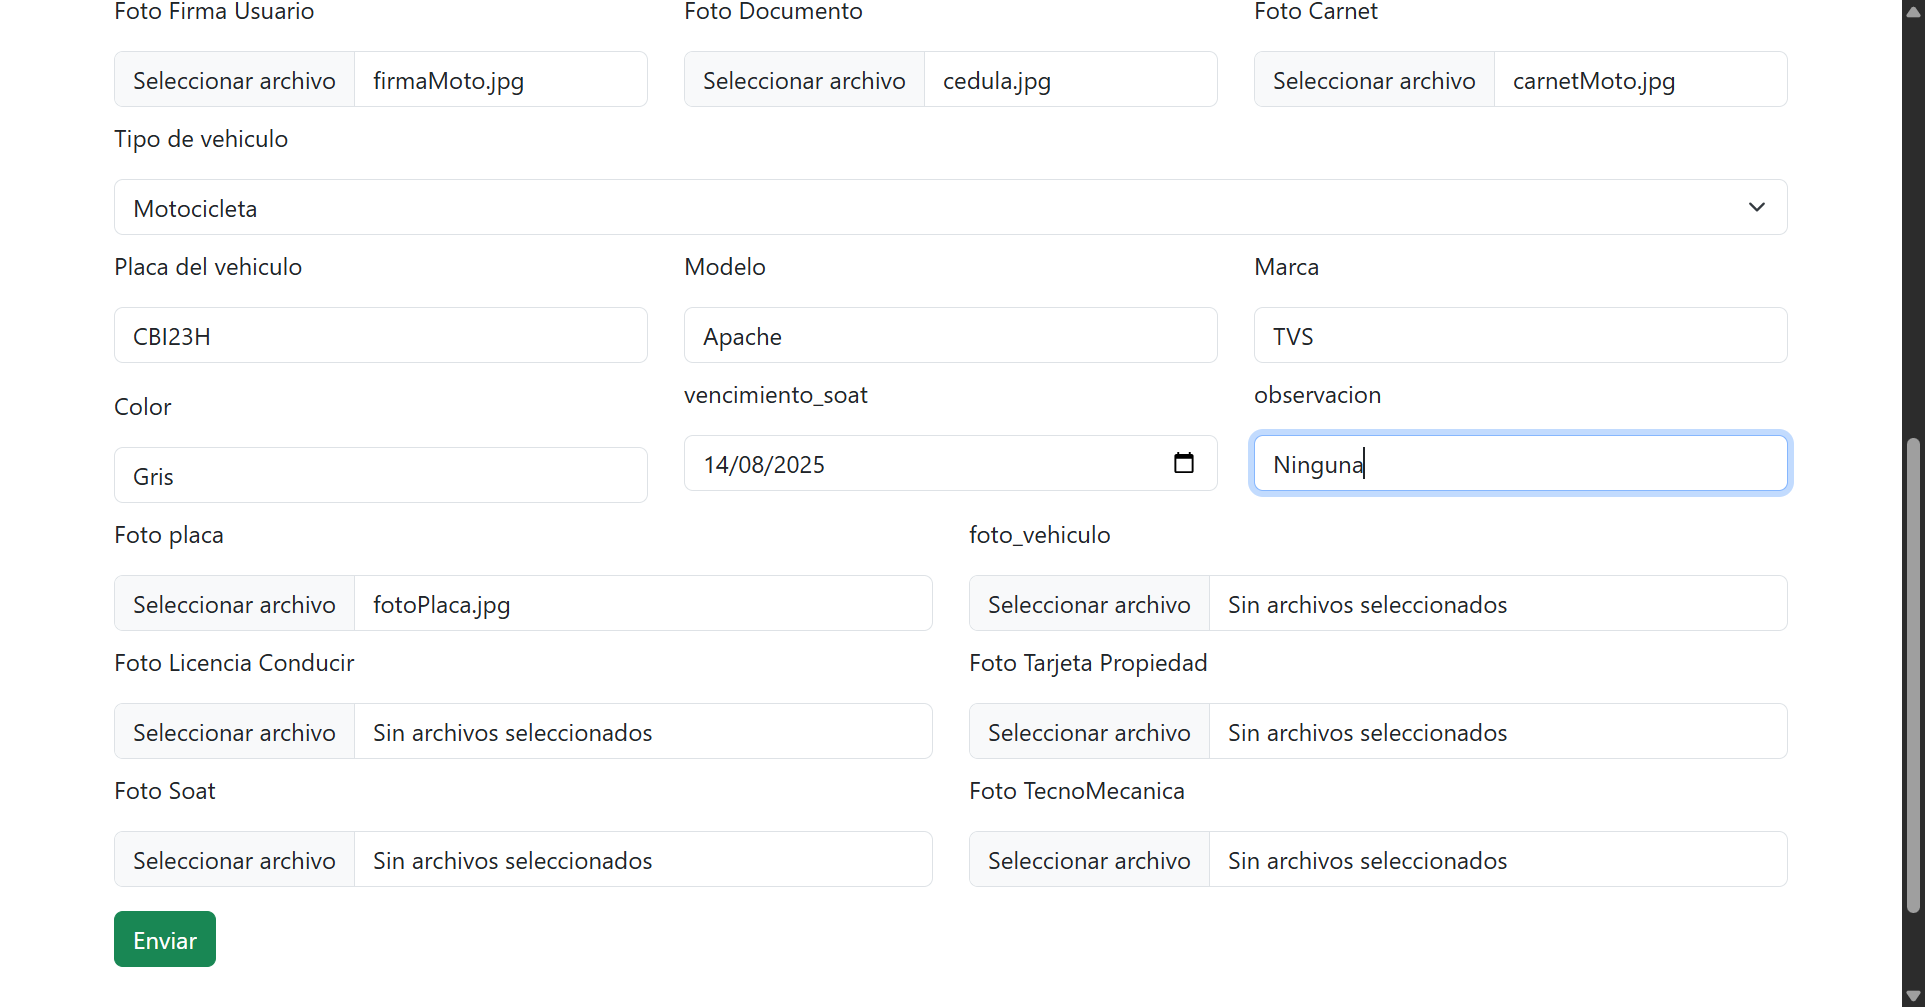 Foto Firma Usuario
Foto Documento
Foto Carnet
Seleccionar archivo firmaMoto.jpg
Seleccionar archivo cedula.jpg
Seleccionar archivo carnetMoto.jpg
Tipo de vehiculo
Motocicleta
Placa del vehiculo
Modelo
Marca
CBI23H
Apache
TVS
Color
vencimiento_soat
observacion
Gris
14/08/2025
Ninguna
Foto placa
foto_vehiculo
Seleccionar archivo fotoPlaca.jpg
Seleccionar archivo Sin archivos seleccionados
Foto Licencia Conducir
Foto Tarjeta Propiedad
Seleccionar archivo Sin archivos seleccionados
Seleccionar archivo Sin archivos seleccionados
Foto Soat
Foto TecnoMecanica
Seleccionar archivo Sin archivos seleccionados
Seleccionar archivo Sin archivos seleccionados
Enviar